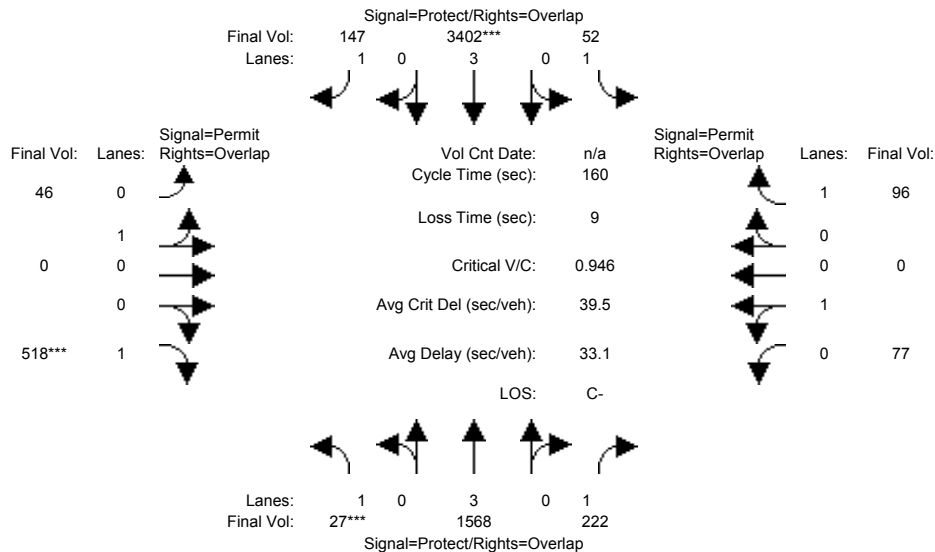 Signal=Protect/Rights=Overlap
Final Vol: 147 3402*** 52
Lanes: 1 0 3 0 1
Signal=Permit Signal=Permit
Final Vol: Lanes: Rights=Overlap Vol Cnt Date: n/a Rights=Overlap Lanes: Final Vol:
Cycle Time (sec): 160
46 0 1 96
Loss Time (sec): 9
1 0
0 0 Critical V/C: 0.946 0 0
0 Avg Crit Del (sec/veh): 39.5 1
518*** 1 Avg Delay (sec/veh): 33.1 0 77
LOS: C-
Lanes: 1 0 3 0 1
Final Vol: 27*** 1568 222
Signal=Protect/Rights=Overlap